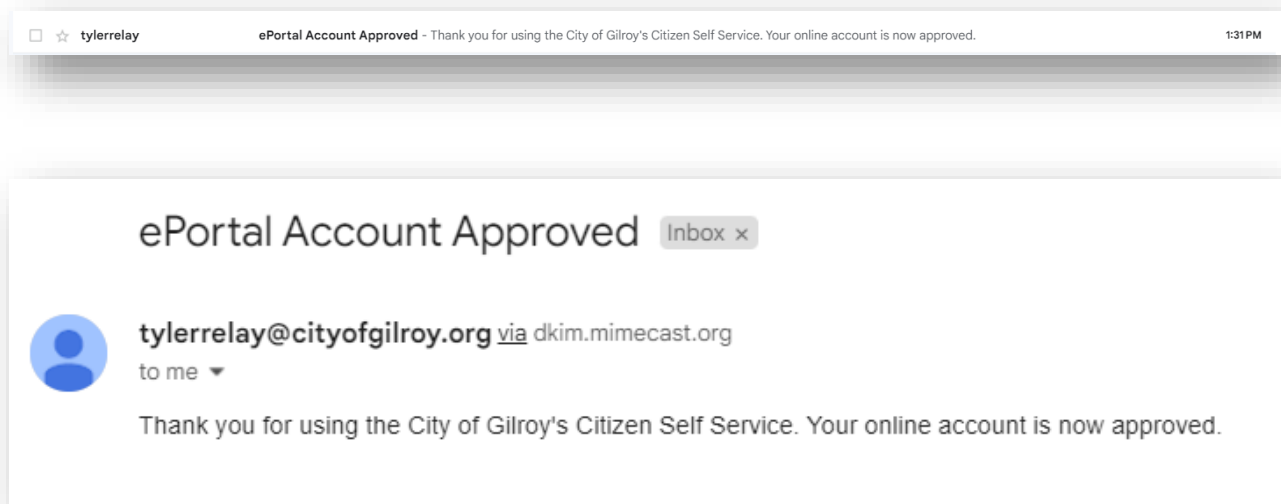 tylerrelay ePortal Account Approved - Thank you for using the City of Gilroy's Citizen Self Service. Your online account is now approved. 1:31 PM
ePortal Account Approved Inbox ×
tylerrelay@cityofgilroy.org via dkim.mimecast.org
to me
Thank you for using the City of Gilroy's Citizen Self Service. Your online account is now approved.